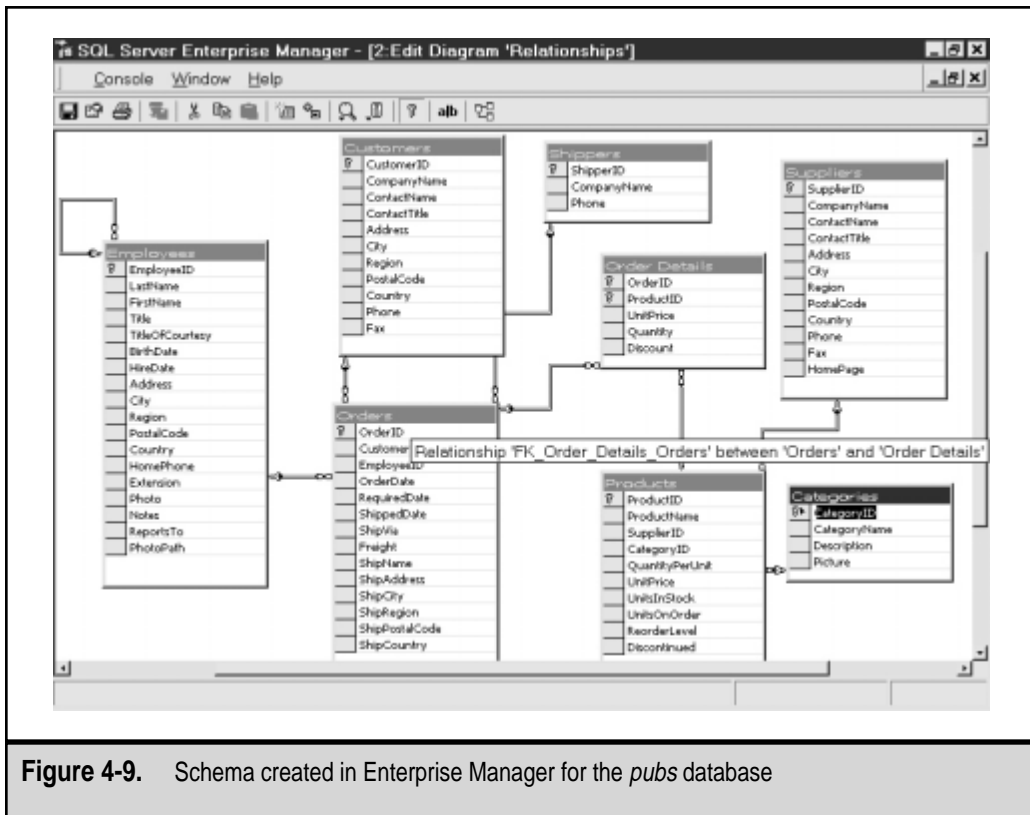 SQL Server Enterprise Manager - [2:Edit Diagram 'Relationships']
Console Window Help
Customers
CustomerID
CompanyName
ContactName
ContactTitle
Address
City
Region
PostalCode
Country
Phone
Fax
Shippers
ShipperID
CompanyName
Phone
Suppliers
SupplierID
CompanyName
ContactName
ContactTitle
Address
City
Region
PostalCode
Country
Phone
Fax
HomePage
Employees
EmployeeID
LastName
FirstName
Title
TitleOfCourtesy
BirthDate
HireDate
Address
City
Region
PostalCode
Country
HomePhone
Extension
Photo
Notes
ReportsTo
PhotoPath
Order Details
OrderID
ProductID
UnitPrice
Quantity
Discount
Orders
OrderID
Customer
Relationship 'FK_Order_Details_Orders' between 'Orders' and 'Order Details'
EmployeeID
OrderDate
RequiredDate
ShippedDate
ShipVia
Freight
ShipName
ShipAddress
ShipCity
ShipRegion
ShipPostalCode
ShipCountry
Products
ProductID
ProductName
SupplierID
CategoryID
QuantityPerUnit
UnitPrice
UnitsInStock
UnitsOnOrder
ReorderLevel
Discontinued
Categories
CategoryID
CategoryName
Description
Picture
Figure 4-9. Schema created in Enterprise Manager for the pubs database